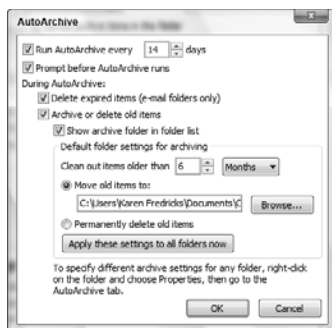 AutoArchive
Run AutoArchive every 14 days
Prompt before AutoArchive runs
During AutoArchive:
Delete expired items (e-mail folders only)
Archive or delete old items
Show archive folder in folder list
Default folder settings for archiving
Clean out items older than 6 Months
Move old items to:
C:\Users\Karen Fredricks\Documents\C Browse...
Permanently delete old items
Apply these settings to all folders now
To specify different archive settings for any folder, right-click
on the folder and choose Properties, then go to the
AutoArchive tab.
OK Cancel